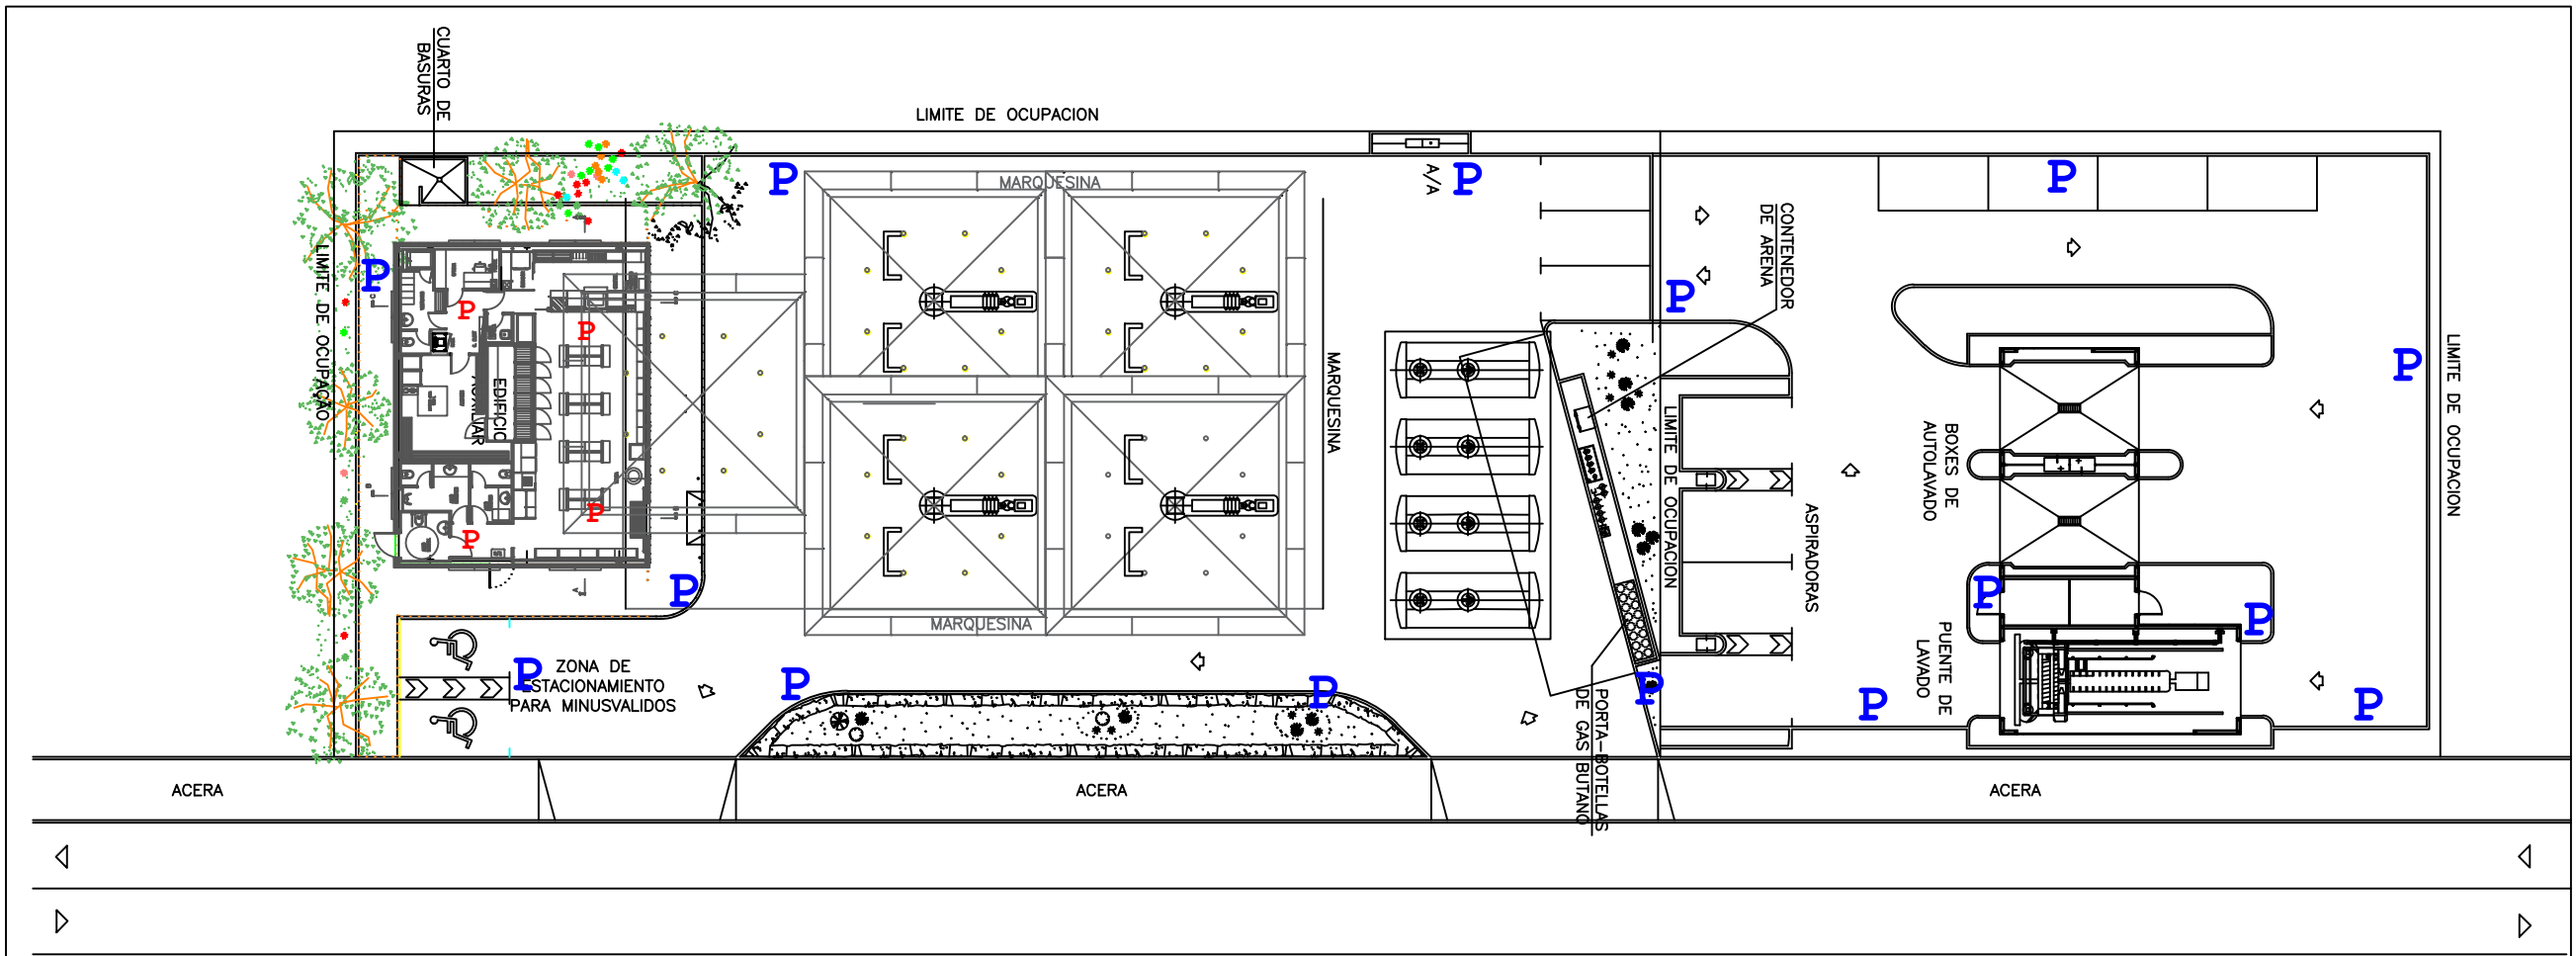 CUARTO DE
BASURAS
LIMITE DE OCUPACION
P
P
P
MARQUESINA
A/A
CONTENEDOR
DE ARENA
LIMITE DE OCUPAÇÃO
P
P
P
P
EDIFICIO
AUXILIAR
P
P
MARQUESINA
LIMITE DE OCUPACION
ASPIRADORAS
BOXES DE
AUTOLAVADO
P
LIMITE DE OCUPACION
P
P
P
P
MARQUESINA
ZONA DE
ESTACIONAMIENTO
PARA MINUSVALIDOS
P
P
P
P
PORTA-BOTELLAS
DE GAS BUTANO
P
PUENTE DE
LAVADO
P
ACERA
ACERA
ACERA